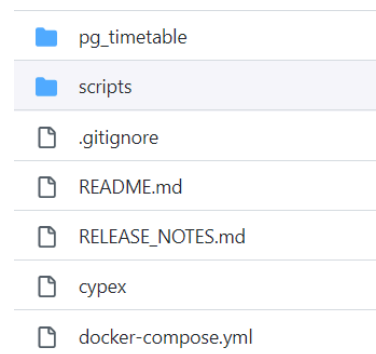 pg_timetable
scripts
.gitignore
README.md
RELEASE_NOTES.md
cypex
docker-compose.yml